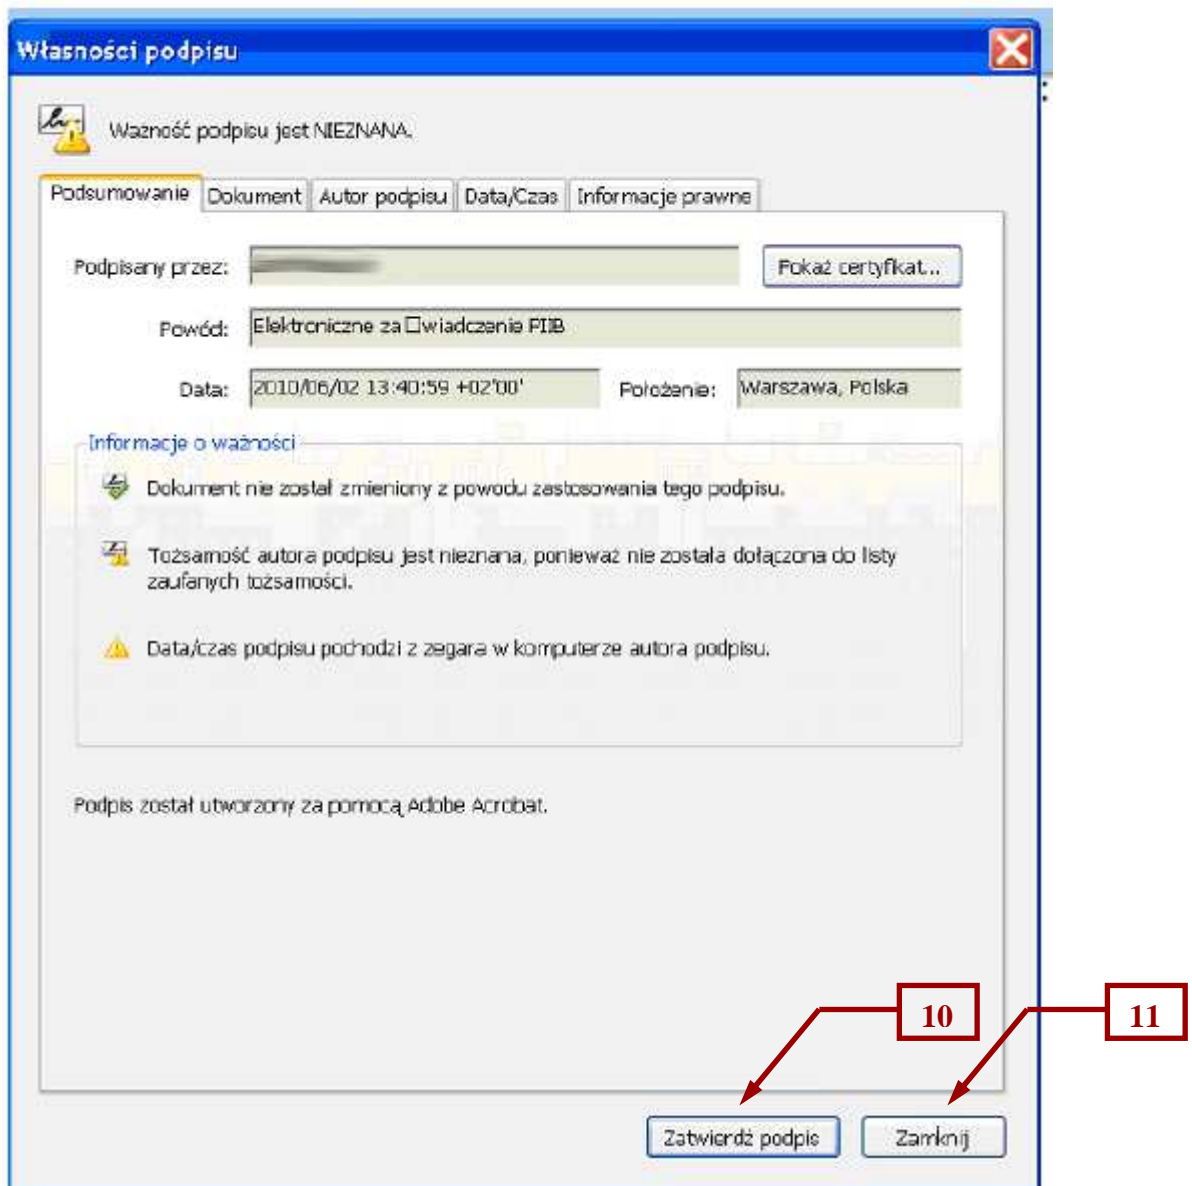 Własności podpisu
Ważność podpisu jest NIEZNANA.
Podsumowanie Dokument Autor podpisu Data/Czas Informacje prawne
Podpisany przez: Pokaż certyfikat...
Powód: Elektroniczne za□wiadczenie PIIB
Data: 2010/06/02 13:40:59 +02'00' Położenie: Warszawa, Polska
Informacje o ważności
Dokument nie został zmieniony z powodu zastosowania tego podpisu.
Tożsamość autora podpisu jest nieznana, ponieważ nie została dołączona do listy
zaufanych tożsamości.
Data/czas podpisu pochodzi z zegara w komputerze autora podpisu.
Podpis został utworzony za pomocą Adobe Acrobat.
10 11
Zatwierdź podpis Zamknij